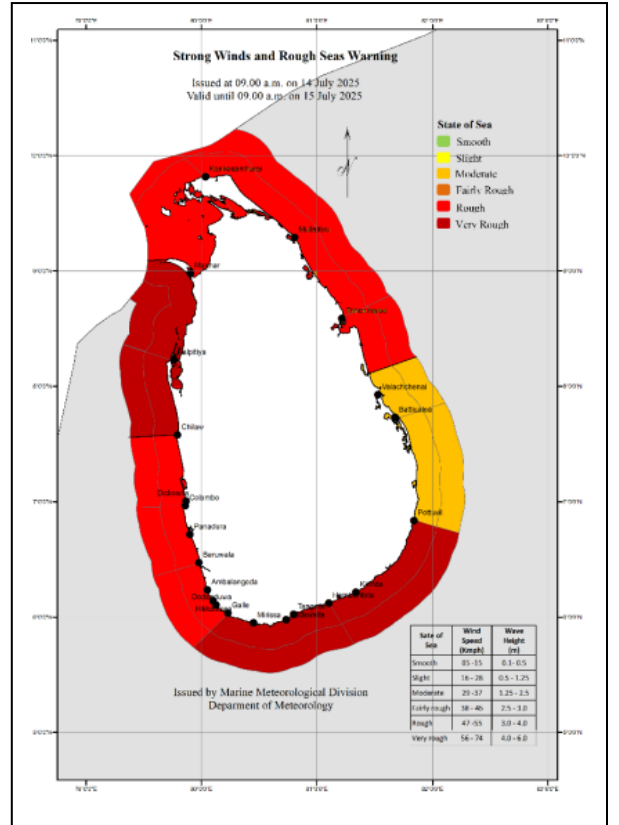 Strong Winds and Rough Seas Warning
Issued at 09.00 a.m. on 14 July 2025
Valid until 09.00 a.m. on 15 July 2025
State of Sea
Smooth
Slight
Moderate
Fairly Rough
Rough
Very Rough
Kankasanthurai
Mullaitivu
Mannar
Trincomalee
Kalpitiya
Valachchenai
Batticaloa
Chilaw
Colombo
Pottuvil
Panadura
Beruwala
Ambalangoda
Galle
Mirissa
Kirinda
Issued by Marine Meteorological Division
Deparment of Meteorology
Sate of Sea Wind Speed (Kmph) Wave Height (m)
Smooth 05 -15 0.1- 0.5
Slight 16 - 28 0.5 - 1.25
Moderate 29 -37 1.25 - 2.5
Fairly rough 38 - 46 2.5 - 3.0
Rough 47 -55 3.0 - 4.0
Very rough 56 - 74 4.0 - 6.0